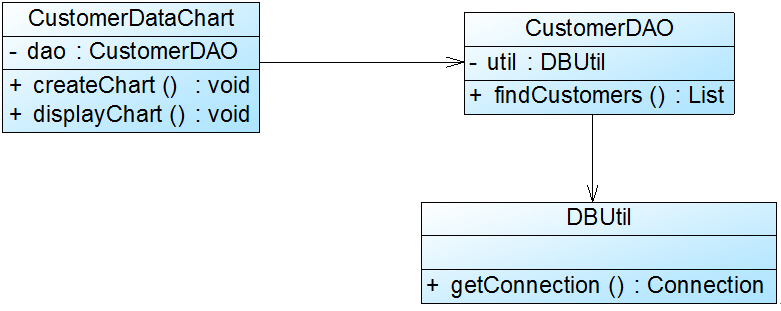 CustomerDataChart
- dao : CustomerDAO
+ createChart () : void
+ displayChart () : void
CustomerDAO
- util : DBUtil
+ findCustomers () : List
DBUtil
+ getConnection () : Connection